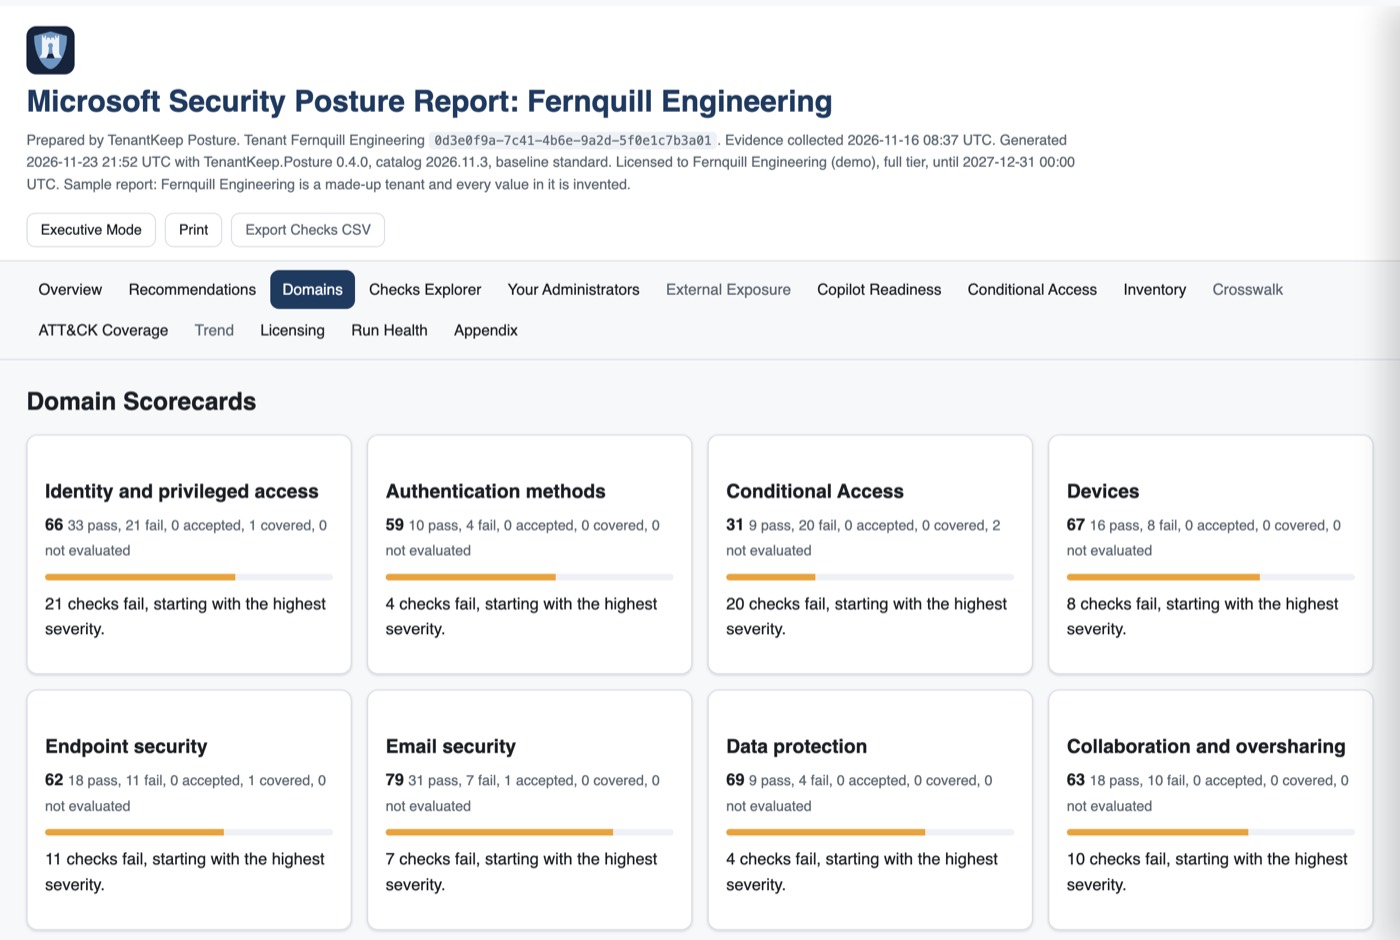 Microsoft Security Posture Report: Fernquill Engineering
Prepared by TenantKeep Posture. Tenant Fernquill Engineering 0d3e0f9a-7c41-4b6e-9a2d-5f0e1c7b3a01 . Evidence collected 2026-11-16 08:37 UTC. Generated
2026-11-23 21:52 UTC with TenantKeep.Posture 0.4.0, catalog 2026.11.3, baseline standard. Licensed to Fernquill Engineering (demo), full tier, until 2027-12-31 00:00
UTC. Sample report: Fernquill Engineering is a made-up tenant and every value in it is invented.
Executive Mode Print Export Checks CSV
Overview Recommendations Domains Checks Explorer Your Administrators External Exposure Copilot Readiness Conditional Access Inventory Crosswalk
ATT&CK Coverage Trend Licensing Run Health Appendix
Domain Scorecards
Identity and privileged access
66 33 pass, 21 fail, 0 accepted, 1 covered, 0
not evaluated
21 checks fail, starting with the highest
severity.
Authentication methods
59 10 pass, 4 fail, 0 accepted, 0 covered, 0
not evaluated
4 checks fail, starting with the highest
severity.
Conditional Access
31 9 pass, 20 fail, 0 accepted, 0 covered, 2
not evaluated
20 checks fail, starting with the highest
severity.
Devices
67 16 pass, 8 fail, 0 accepted, 0 covered, 0
not evaluated
8 checks fail, starting with the highest
severity.
Endpoint security
62 18 pass, 11 fail, 0 accepted, 1 covered, 0
not evaluated
11 checks fail, starting with the highest
severity.
Email security
79 31 pass, 7 fail, 1 accepted, 0 covered, 0
not evaluated
7 checks fail, starting with the highest
severity.
Data protection
69 9 pass, 4 fail, 0 accepted, 0 covered, 0
not evaluated
4 checks fail, starting with the highest
severity.
Collaboration and oversharing
63 18 pass, 10 fail, 0 accepted, 0 covered, 0
not evaluated
10 checks fail, starting with the highest
severity.